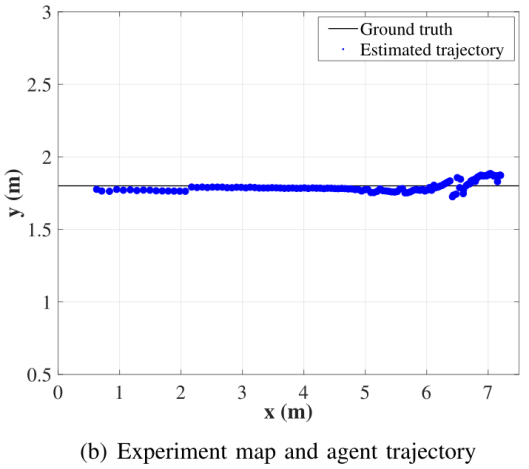 3
2.5
2
1.5
1
0.5
y (m)
Ground truth
Estimated trajectory
0 1 2 3 4 5 6 7
x (m)
(b) Experiment map and agent trajectory